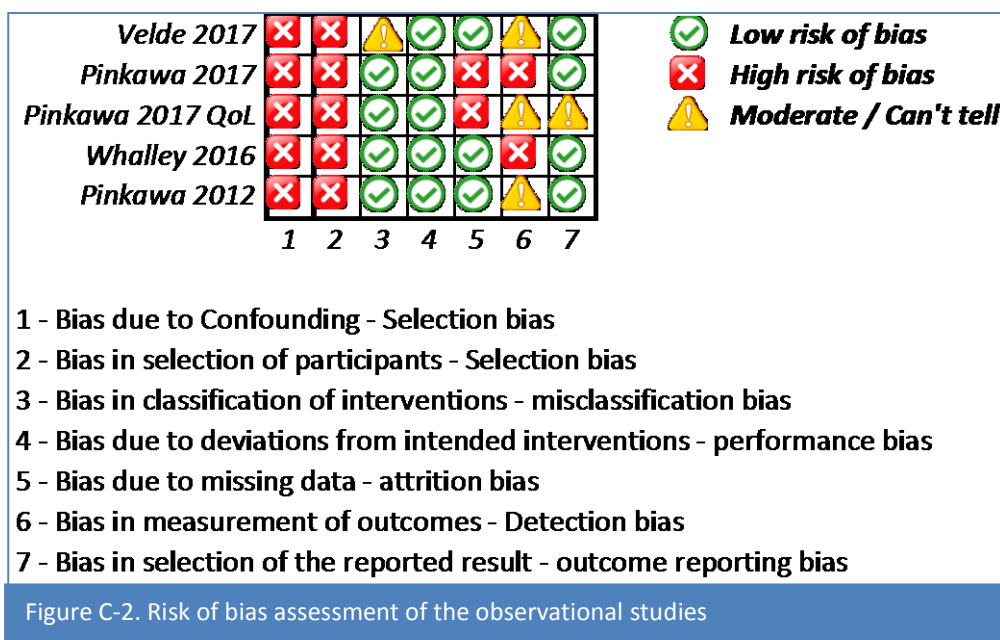 Velde 2017
Pinkawa 2017
Pinkawa 2017 QoL
Whalley 2016
Pinkawa 2012
1 2 3 4 5 6 7
Low risk of bias
High risk of bias
Moderate / Can't tell
1 - Bias due to Confounding - Selection bias
2 - Bias in selection of participants - Selection bias
3 - Bias in classification of interventions - misclassification bias
4 - Bias due to deviations from intended interventions - performance bias
5 - Bias due to missing data - attrition bias
6 - Bias in measurement of outcomes - Detection bias
7 - Bias in selection of the reported result - outcome reporting bias
Figure C-2. Risk of bias assessment of the observational studies